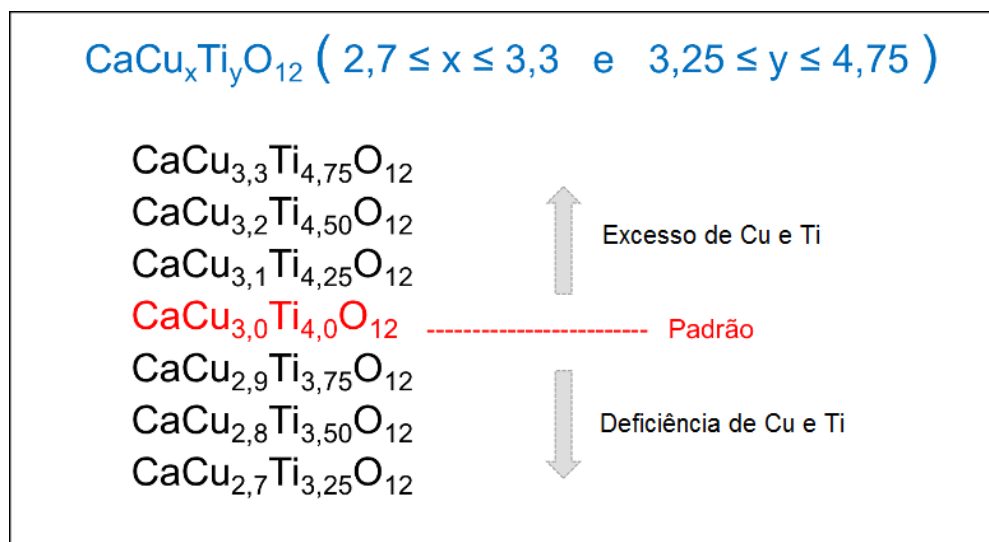 CaCuₓTiᵧO₁₂ ( 2,7 ≤ x ≤ 3,3 e 3,25 ≤ y ≤ 4,75 )
CaCu₃,₃Ti₄,₇₅O₁₂
CaCu₃,₂Ti₄,₅₀O₁₂
CaCu₃,₁Ti₄,₂₅O₁₂
Excesso de Cu e Ti
CaCu₃,₀Ti₄,₀O₁₂ ------------------------ Padrão
CaCu₂,₉Ti₃,₇₅O₁₂
CaCu₂,₈Ti₃,₅₀O₁₂
CaCu₂,₇Ti₃,₂₅O₁₂
Deficiência de Cu e Ti